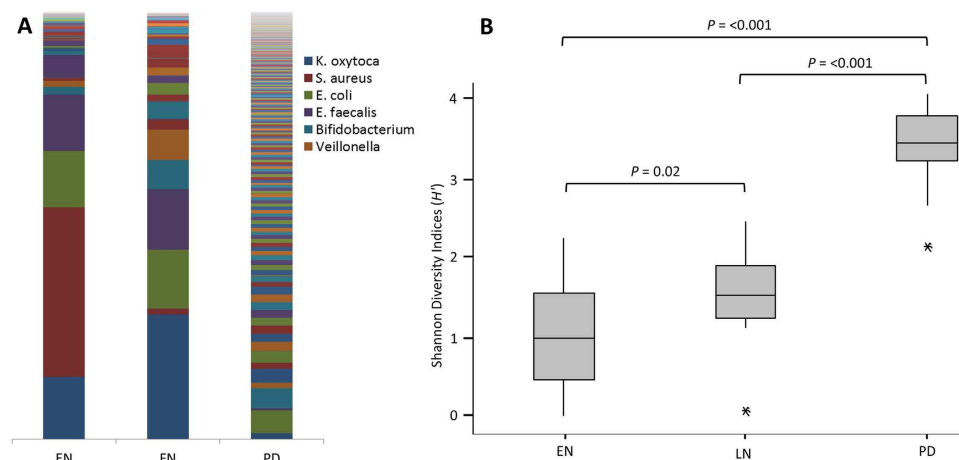 A
K. oxytoca
S. aureus
E. coli
E. faecalis
Bifidobacterium
Veillonella
PD
B
P = <0.001
P = <0.001
P = 0.02
Shannon Diversity Indices (H')
4
3
2
1
0
EN
LN
PD